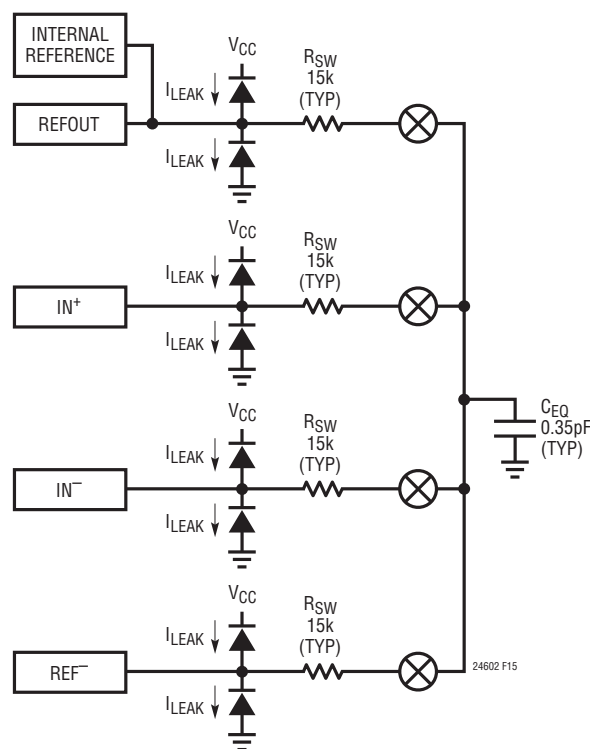 INTERNAL
REFERENCE
REFOUT
VCC
ILEAK
ILEAK
RSW
15k
(TYP)
IN+
VCC
ILEAK
ILEAK
RSW
15k
(TYP)
IN−
VCC
ILEAK
ILEAK
RSW
15k
(TYP)
CEQ
0.35pF
(TYP)
REF−
VCC
ILEAK
ILEAK
RSW
15k
(TYP)
24602 F15